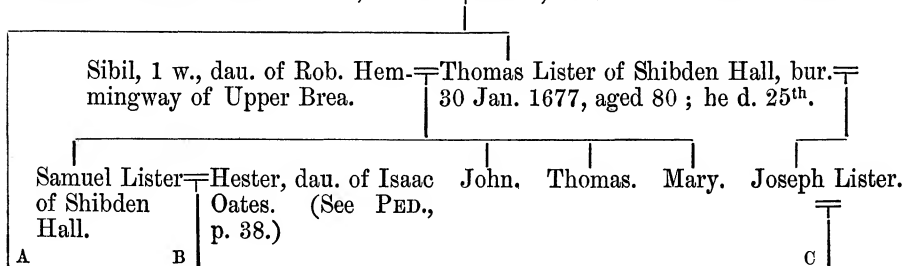 Sibil, 1 w., dau. of Rob. Hem-
mingway of Upper Brea.
Thomas Lister of Shibden Hall, bur.
30 Jan. 1677, aged 80 ; he d. 25th.
Samuel Lister
of Shibden
Hall.
Hester, dau. of Isaac
Oates. (See PED.,
p. 38.)
John.
Thomas.
Mary.
Joseph Lister.
A
B
C